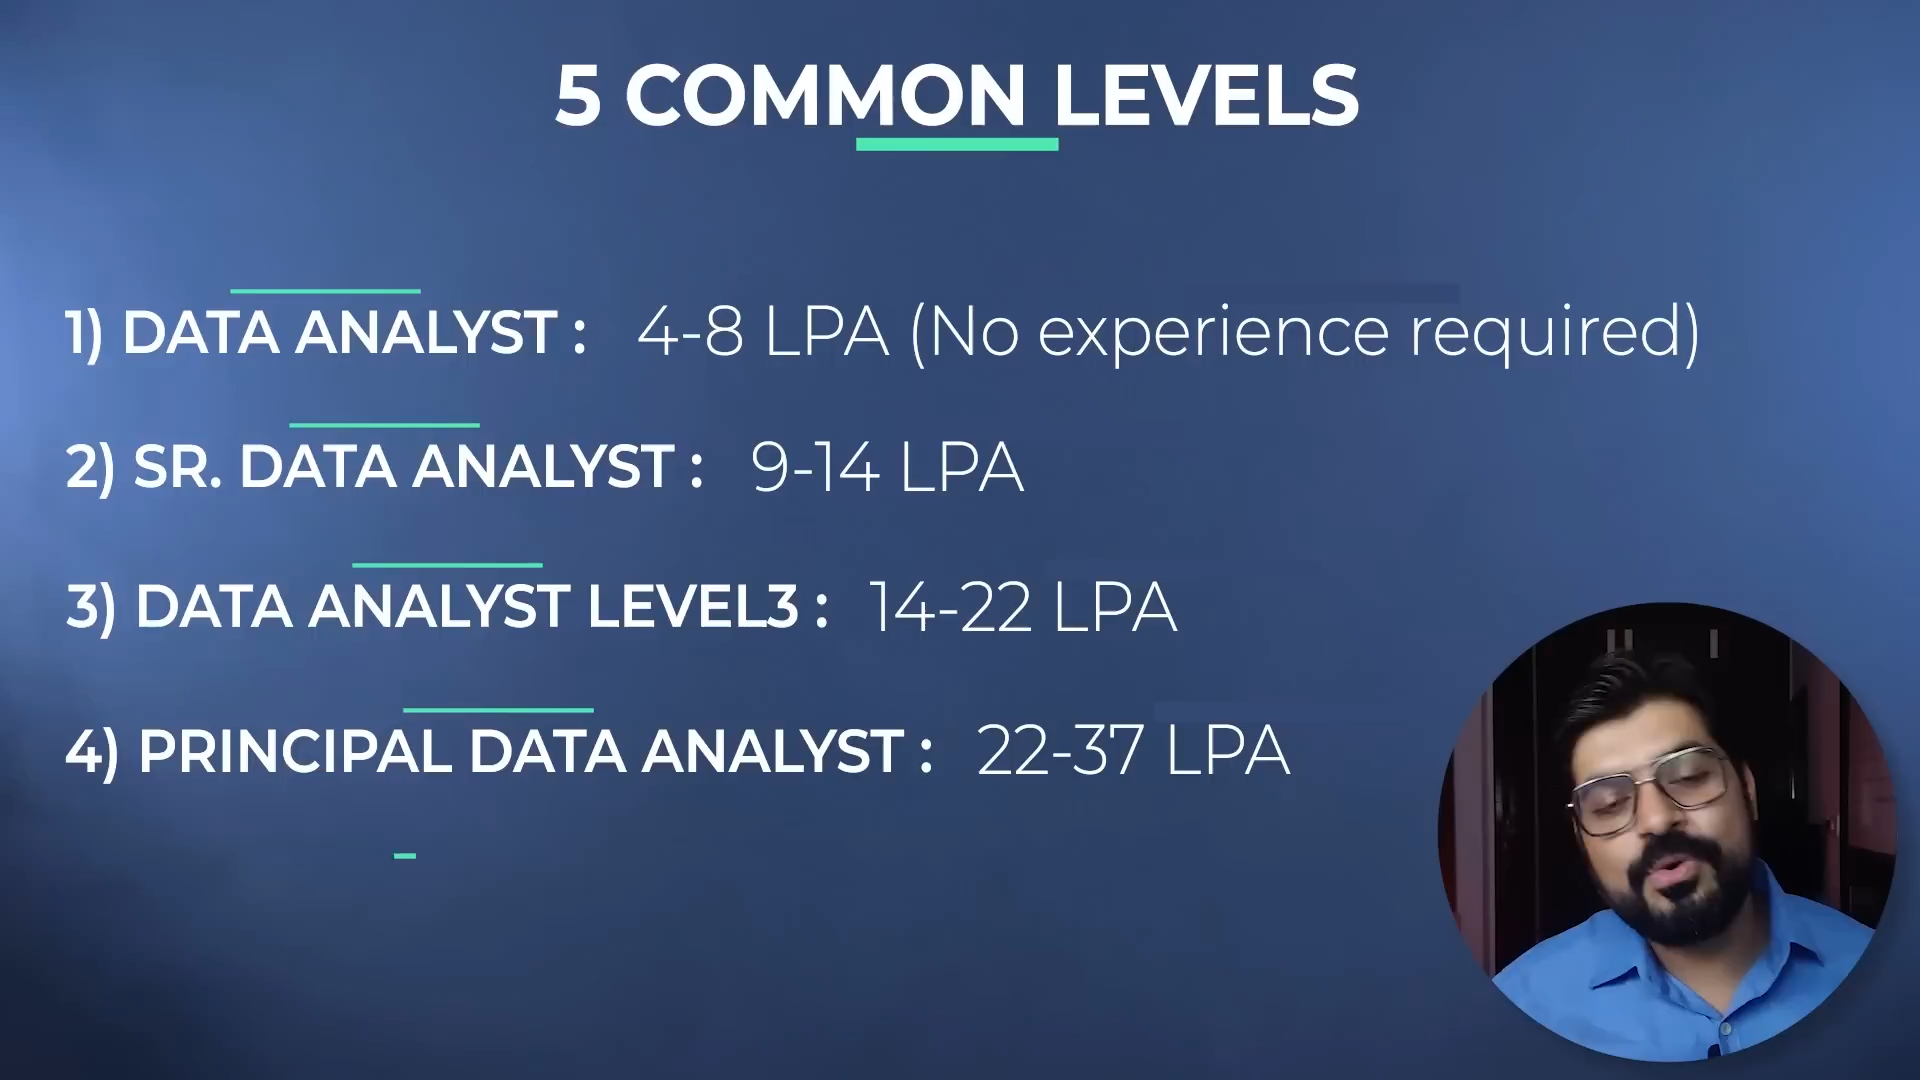 5 COMMON LEVELS
1) DATA ANALYST : 4-8 LPA (No experience required)
2) SR. DATA ANALYST : 9-14 LPA
3) DATA ANALYST LEVEL3 : 14-22 LPA
4) PRINCIPAL DATA ANALYST : 22-37 LPA